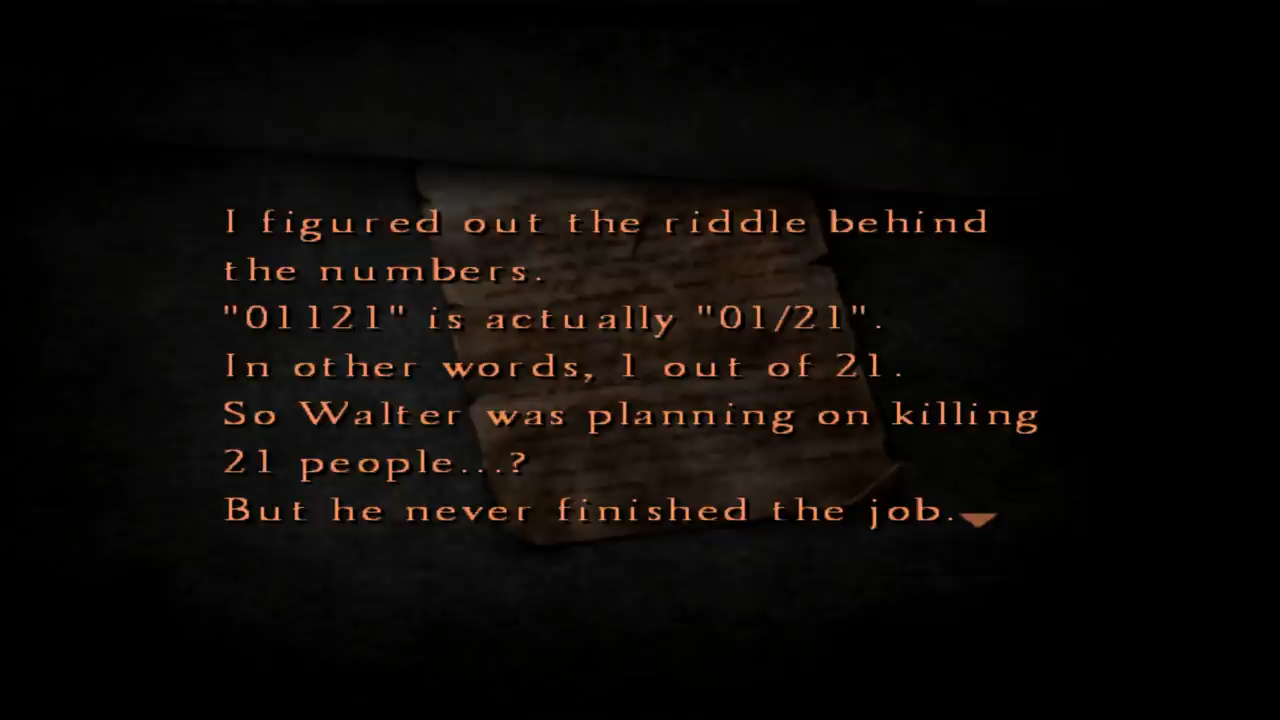 I figured out the riddle behind
the numbers.
"01121" is actually "01/21".
In other words, 1 out of 21.
So Walter was planning on killing
21 people...?
But he never finished the job.